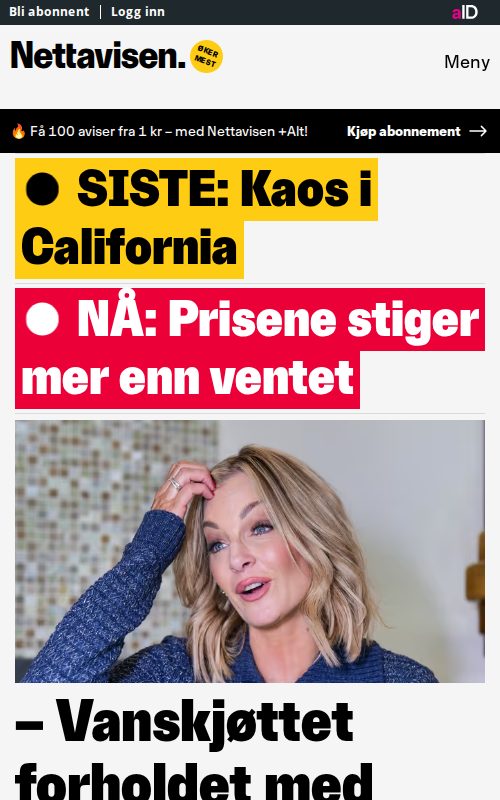 Bli abonnent | Logg inn
aID
Nettavisen.
ØKER
MEST
Meny
🔥 Få 100 aviser fra 1 kr – med Nettavisen +Alt!
Kjøp abonnement →
SISTE: Kaos i
California
NÅ: Prisene stiger
mer enn ventet
– Vanskjøttet
forholdet med